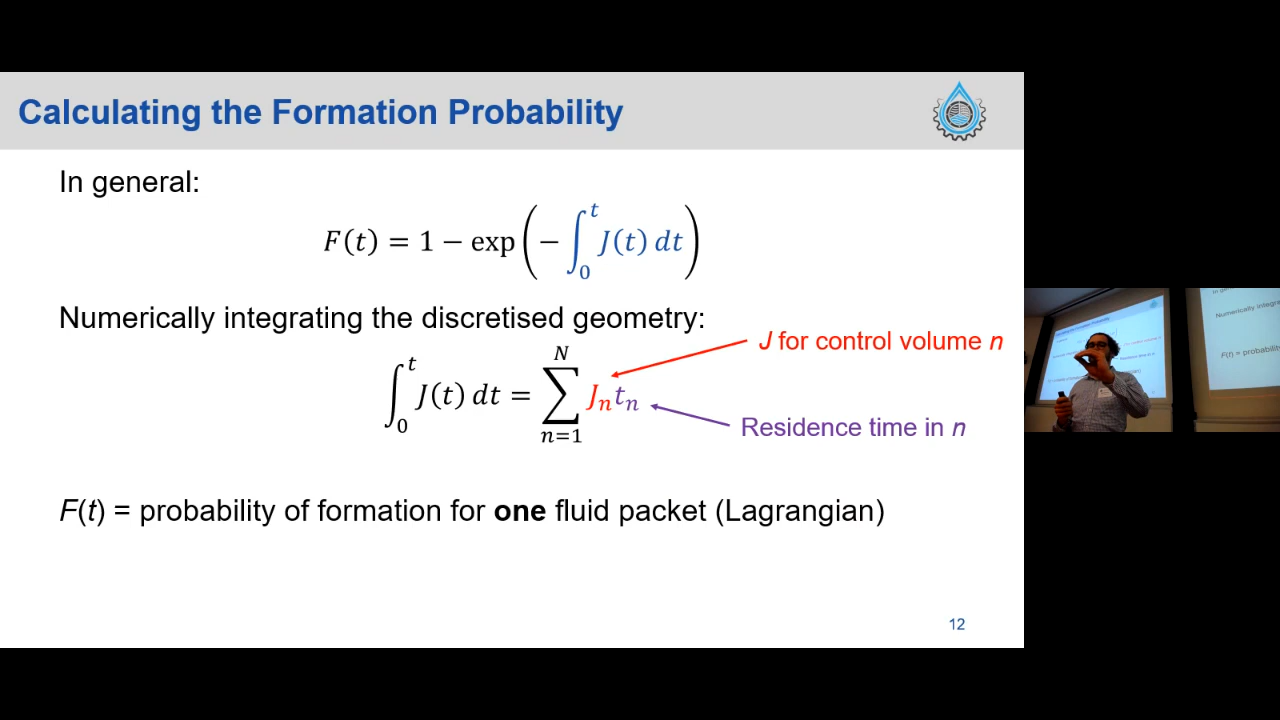 Calculating the Formation Probability
In general:
F(t) = 1 − exp(−∫₀ᵗ J(t) dt)
Numerically integrating the discretised geometry:
J for control volume n
∫₀ᵗ J(t) dt = ∑ₙ₌₁ᴺ Jₙtₙ
Residence time in n
F(t) = probability of formation for one fluid packet (Lagrangian)
12